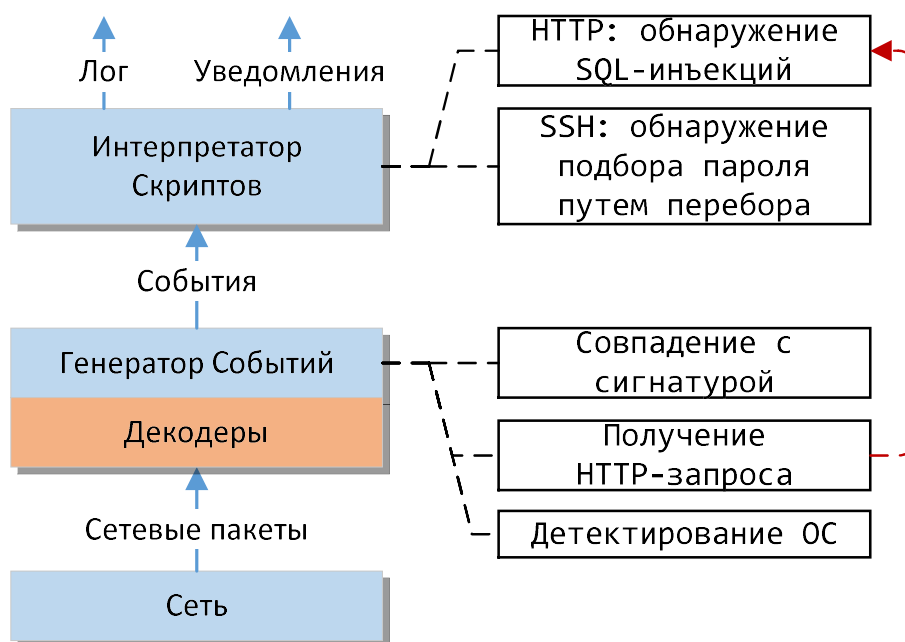 Лог
Уведомления
Интерпретатор
Скриптов
События
Генератор Событий
Декодеры
Сетевые пакеты
Сеть
HTTP: обнаружение
SQL-инъекций
SSH: обнаружение
подбора пароля
путем перебора
Совпадение с
сигнатурой
Получение
HTTP-запроса
Детектирование ОС